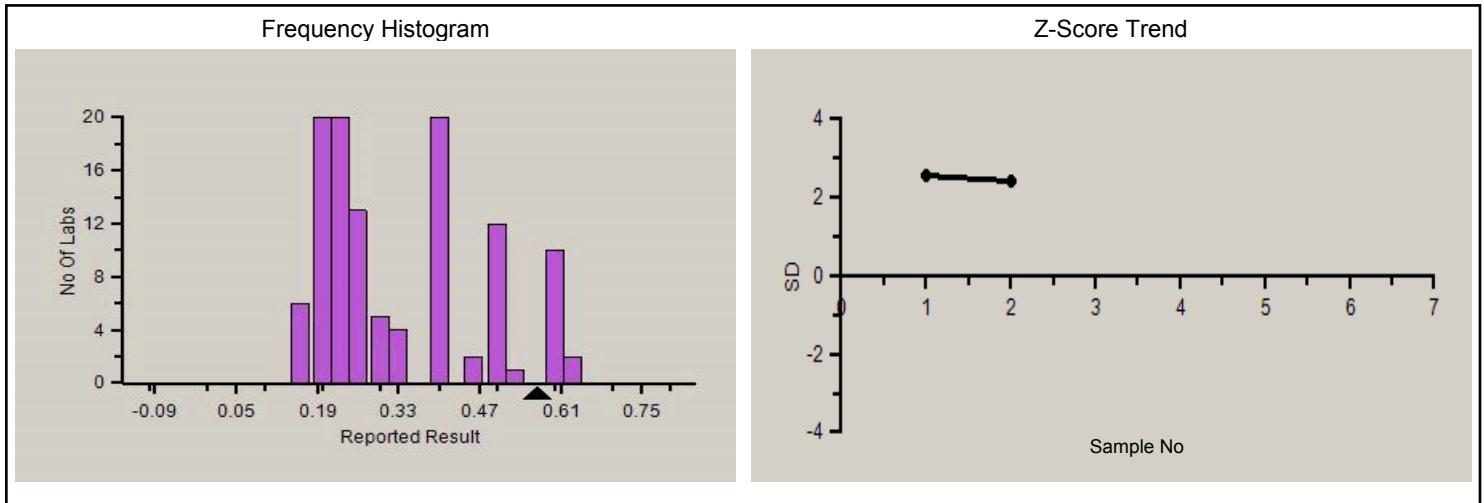 Frequency Histogram
20
16
12
8
4
0
No Of Labs
-0.09 0.05 0.19 0.33 0.47 0.61 0.75
Reported Result
Z-Score Trend
4
2
0
-2
-4
SD
0 1 2 3 4 5 6 7
Sample No